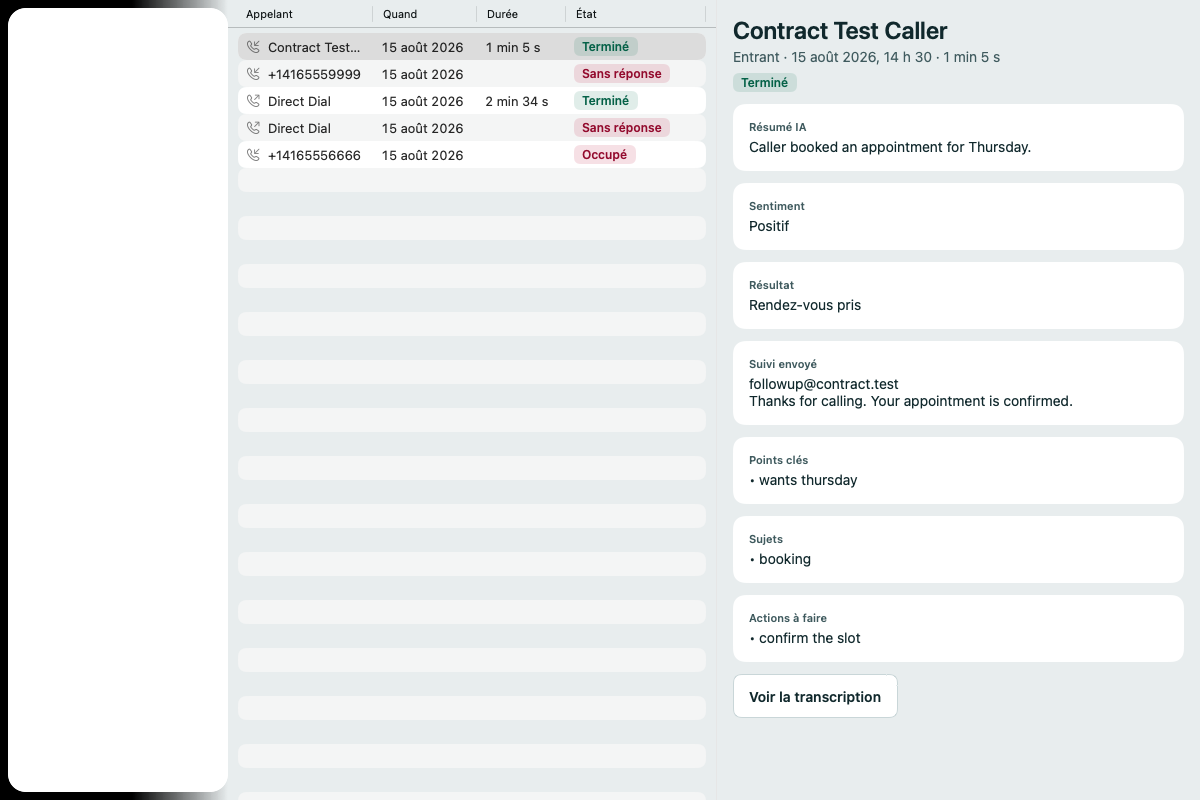 Appelant Quand Durée État
Contract Test… 15 août 2026 1 min 5 s Terminé
+14165559999 15 août 2026 Sans réponse
Direct Dial 15 août 2026 2 min 34 s Terminé
Direct Dial 15 août 2026 Sans réponse
+14165556666 15 août 2026 Occupé
Contract Test Caller
Entrant · 15 août 2026, 14 h 30 · 1 min 5 s
Terminé
Résumé IA
Caller booked an appointment for Thursday.
Sentiment
Positif
Résultat
Rendez-vous pris
Suivi envoyé
followup@contract.test
Thanks for calling. Your appointment is confirmed.
Points clés
• wants thursday
Sujets
• booking
Actions à faire
• confirm the slot
Voir la transcription